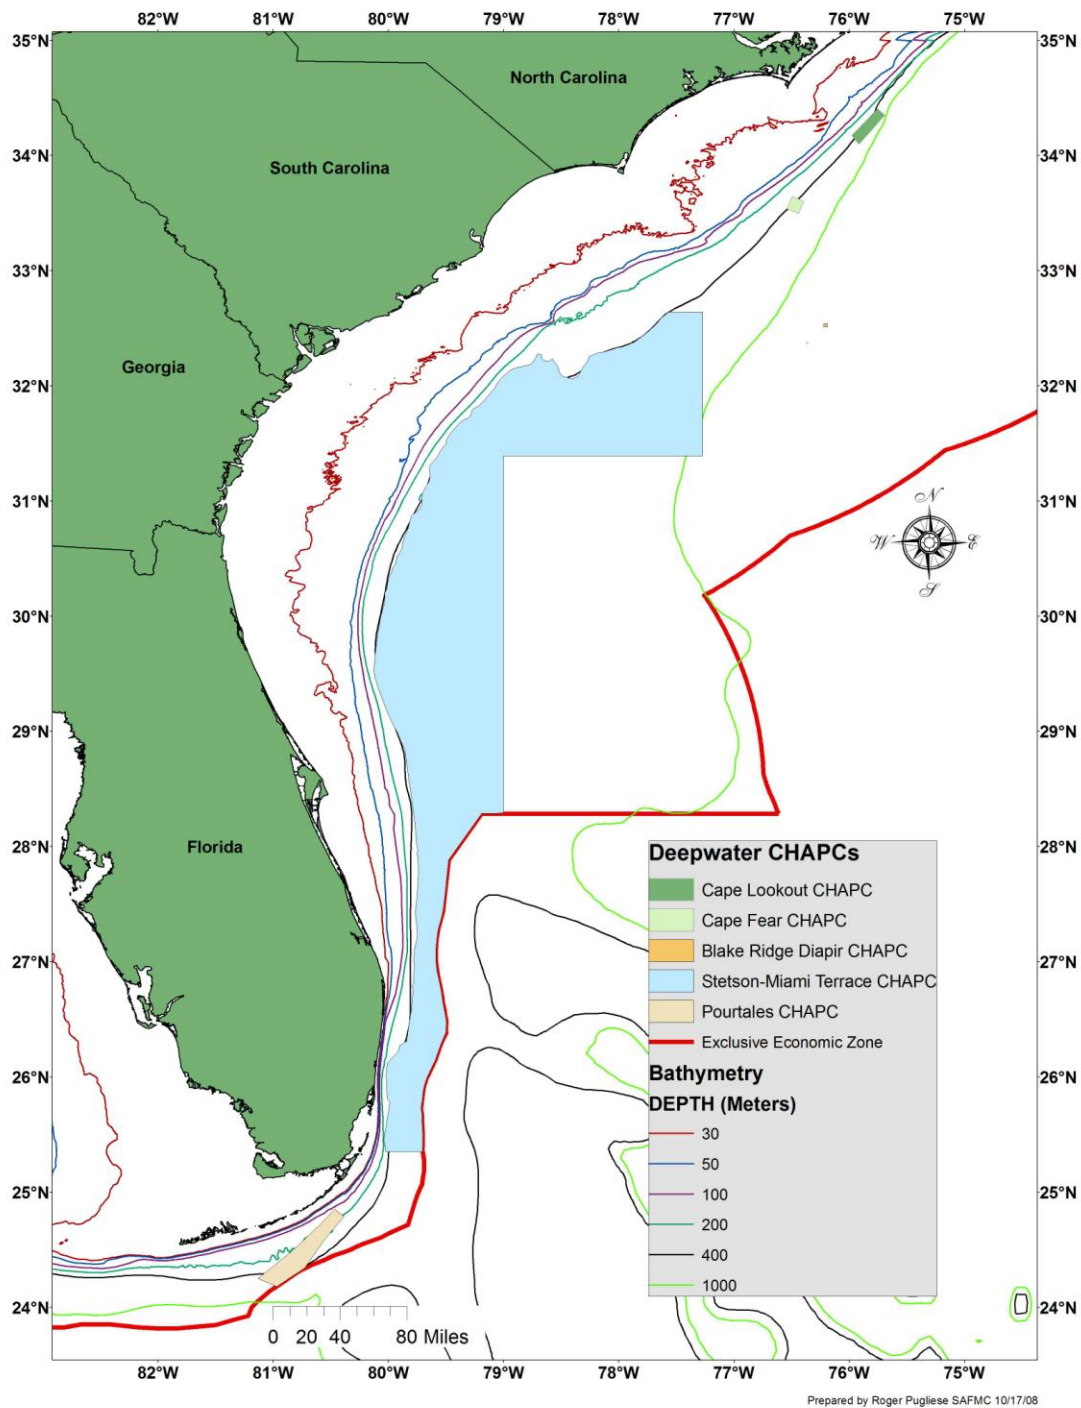 82°W 81°W 80°W 79°W 78°W 77°W 76°W 75°W
35°N 35°N
North Carolina
34°N 34°N
South Carolina
33°N 33°N
Georgia
32°N 32°N
31°N 31°N
N
W E
S
30°N 30°N
29°N 29°N
Florida
28°N 28°N
Deepwater CHAPCs
Cape Lookout CHAPC
Cape Fear CHAPC
Blake Ridge Diapir CHAPC
27°N 27°N
Stetson-Miami Terrace CHAPC
Pourtales CHAPC
Exclusive Economic Zone
26°N 26°N
Bathymetry
DEPTH (Meters)
30
50
25°N 25°N
100
200
400
1000
24°N 24°N
0 20 40 80 Miles
82°W 81°W 80°W 79°W 78°W 77°W 76°W 75°W
Prepared by Roger Pugliese SAFMC 10/17/08